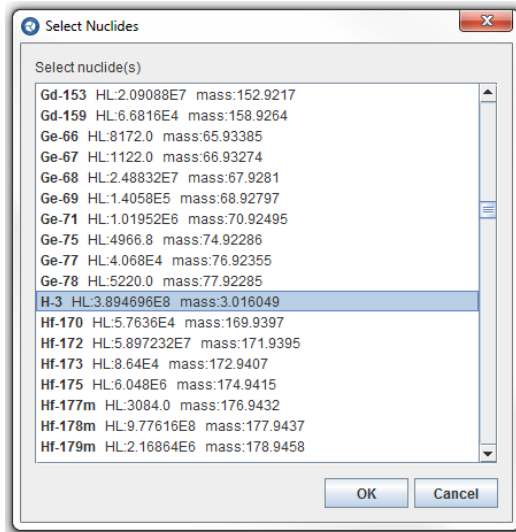 Select Nuclides
Select nuclide(s)
Gd-153 HL:2.09088E7 mass:152.9217
Gd-159 HL:6.6816E4 mass:158.9264
Ge-66 HL:8172.0 mass:65.93385
Ge-67 HL:1122.0 mass:66.93274
Ge-68 HL:2.48832E7 mass:67.9281
Ge-69 HL:1.4058E5 mass:68.92797
Ge-71 HL:1.01952E6 mass:70.92495
Ge-75 HL:4966.8 mass:74.92286
Ge-77 HL:4.068E4 mass:76.92355
Ge-78 HL:5220.0 mass:77.92285
H-3 HL:3.894696E8 mass:3.016049
Hf-170 HL:5.7636E4 mass:169.9397
Hf-172 HL:5.897232E7 mass:171.9395
Hf-173 HL:8.64E4 mass:172.9407
Hf-175 HL:6.048E6 mass:174.9415
Hf-177m HL:3084.0 mass:176.9432
Hf-178m HL:9.77616E8 mass:177.9437
Hf-179m HL:2.16864E6 mass:178.9458
OK Cancel